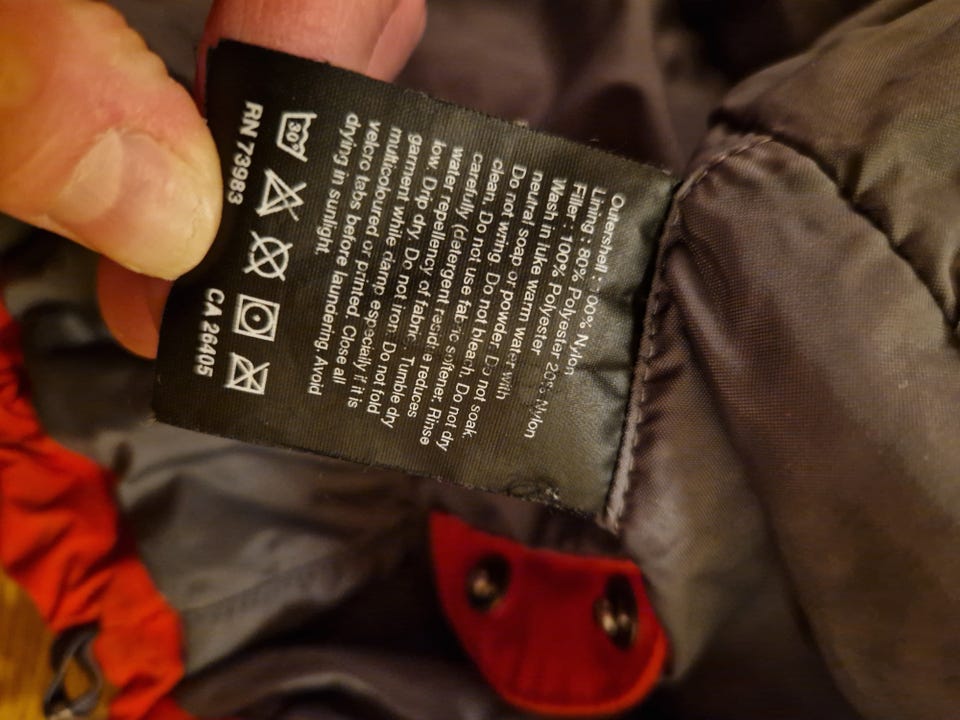 Outershell : 100% Nylon
Lining : 80% Polyester 20% Nylon
Filler : 100% Polyester
Wash in luke warm water with
neural soap or powder. Do not soak.
Do not wring. Do not bleach. Do not dry
clean. Do not use fabric softener. Rinse
carefully (detergent residue reduces
water repellency of fabric. Tumble dry
low. Drip dry. Do not iron. Do not fold
garment while damp especially if it is
multicoloured or printed. Close all
velcro tabs before laundering. Avoid
drying in sunlight.
30
RN 73983 CA 26405